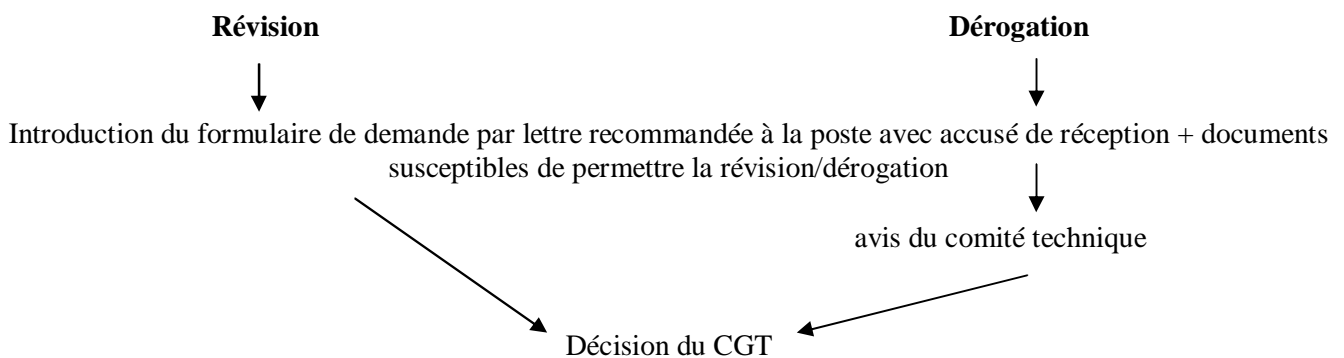 Révision
Dérogation
Introduction du formulaire de demande par lettre recommandée à la poste avec accusé de réception + documents
susceptibles de permettre la révision/dérogation
avis du comité technique
Décision du CGT